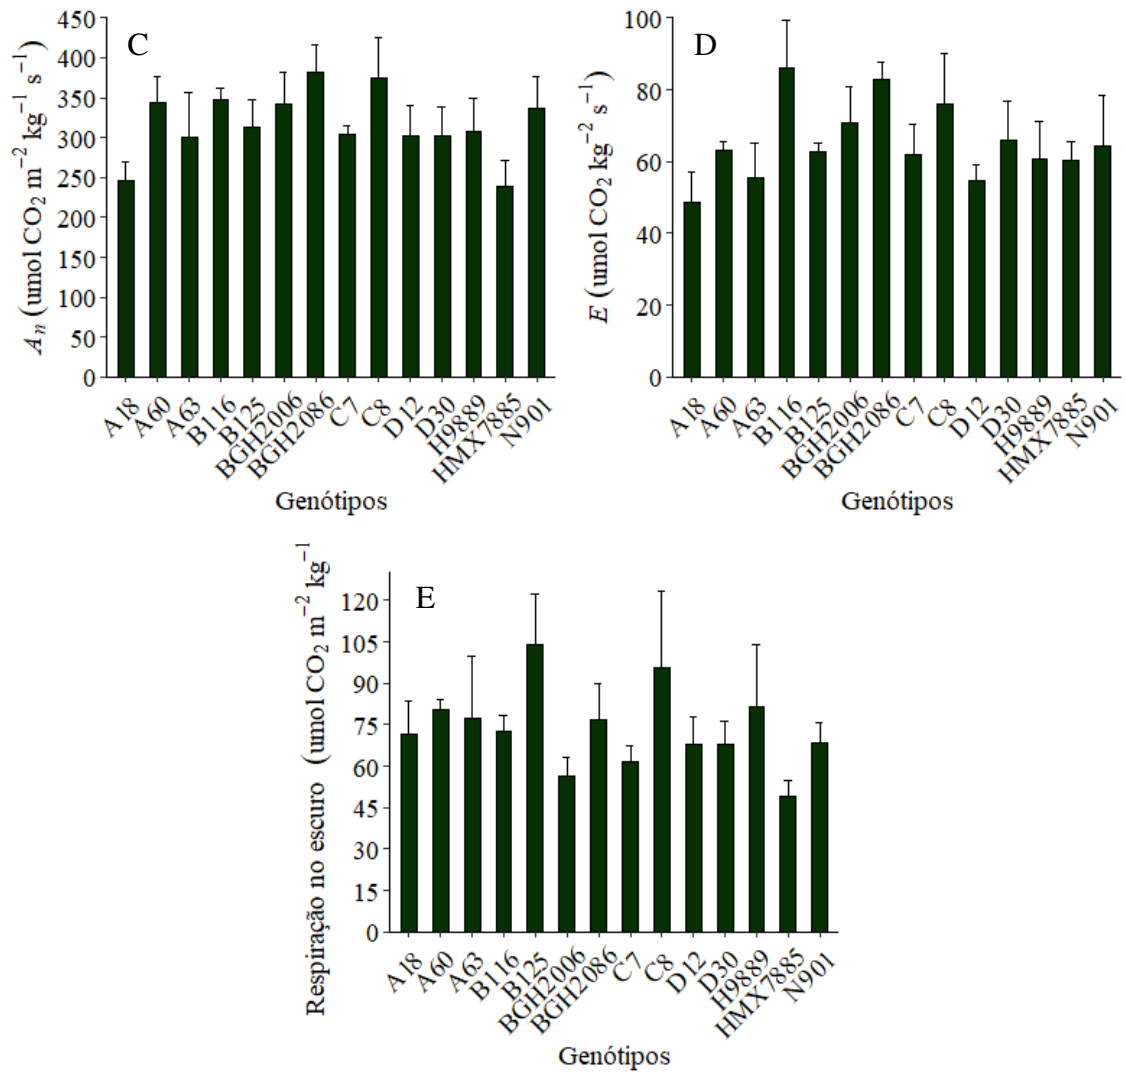 C
A_n (umol CO₂ m⁻² kg⁻¹ s⁻¹)
450
400
350
300
250
200
150
100
50
0
A18 A60 A63 B116 B125 BGH2006 BGH2086 C7 C8 D12 D30 H9889 HMX7885 N901
Genótipos
D
E (umol CO₂ kg⁻² s⁻¹)
100
80
60
40
20
0
A18 A60 A63 B116 B125 BGH2006 BGH2086 C7 C8 D12 D30 H9889 HMX7885 N901
Genótipos
E
Respiração no escuro (umol CO₂ m⁻² kg⁻¹
120
105
90
75
60
45
30
15
0
A18 A60 A63 B116 B125 BGH2006 BGH2086 C7 C8 D12 D30 H9889 HMX7885 N901
Genótipos